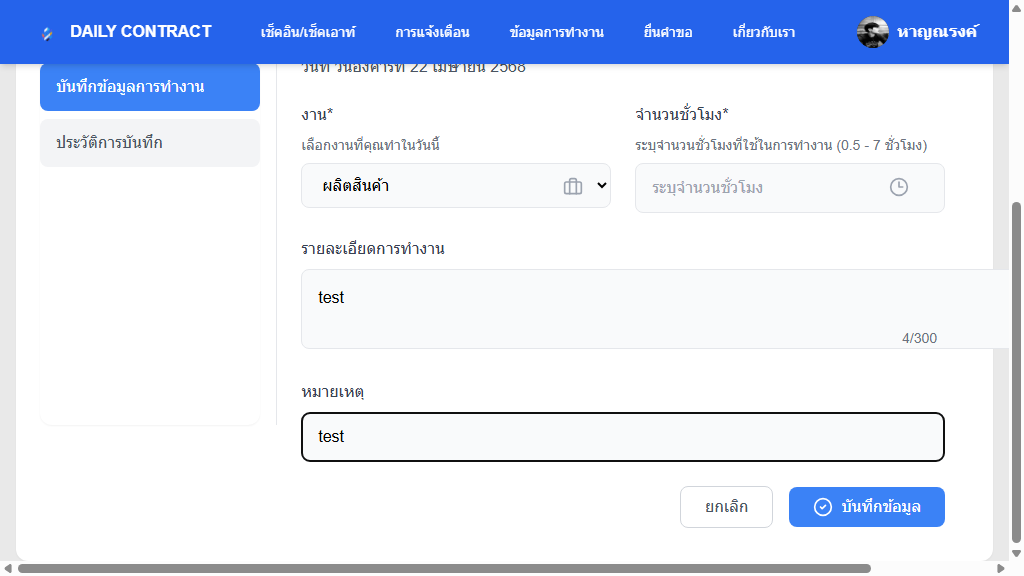 DAILY CONTRACT
เช็คอิน/เช็คเอาท์
การแจ้งเตือน
ข้อมูลการทำงาน
ยื่นคำขอ
เกี่ยวกับเรา
หาญณรงค์
บันทึกข้อมูลการทำงาน
ประวัติการบันทึก
วันที่ วันอังคารที่ 22 เมษายน 2568
งาน*
เลือกงานที่คุณทำในวันนี้
ผลิตสินค้า
จำนวนชั่วโมง*
ระบุจำนวนชั่วโมงที่ใช้ในการทำงาน (0.5 - 7 ชั่วโมง)
ระบุจำนวนชั่วโมง
รายละเอียดการทำงาน
test
4/300
หมายเหตุ
test
ยกเลิก
บันทึกข้อมูล